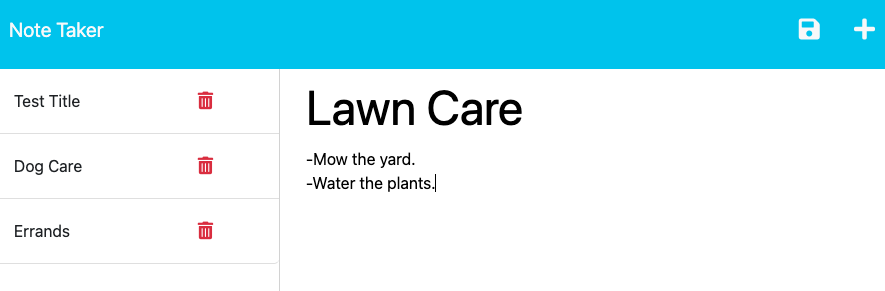 Note Taker
Test Title
Dog Care
Errands
Lawn Care
-Mow the yard.
-Water the plants.